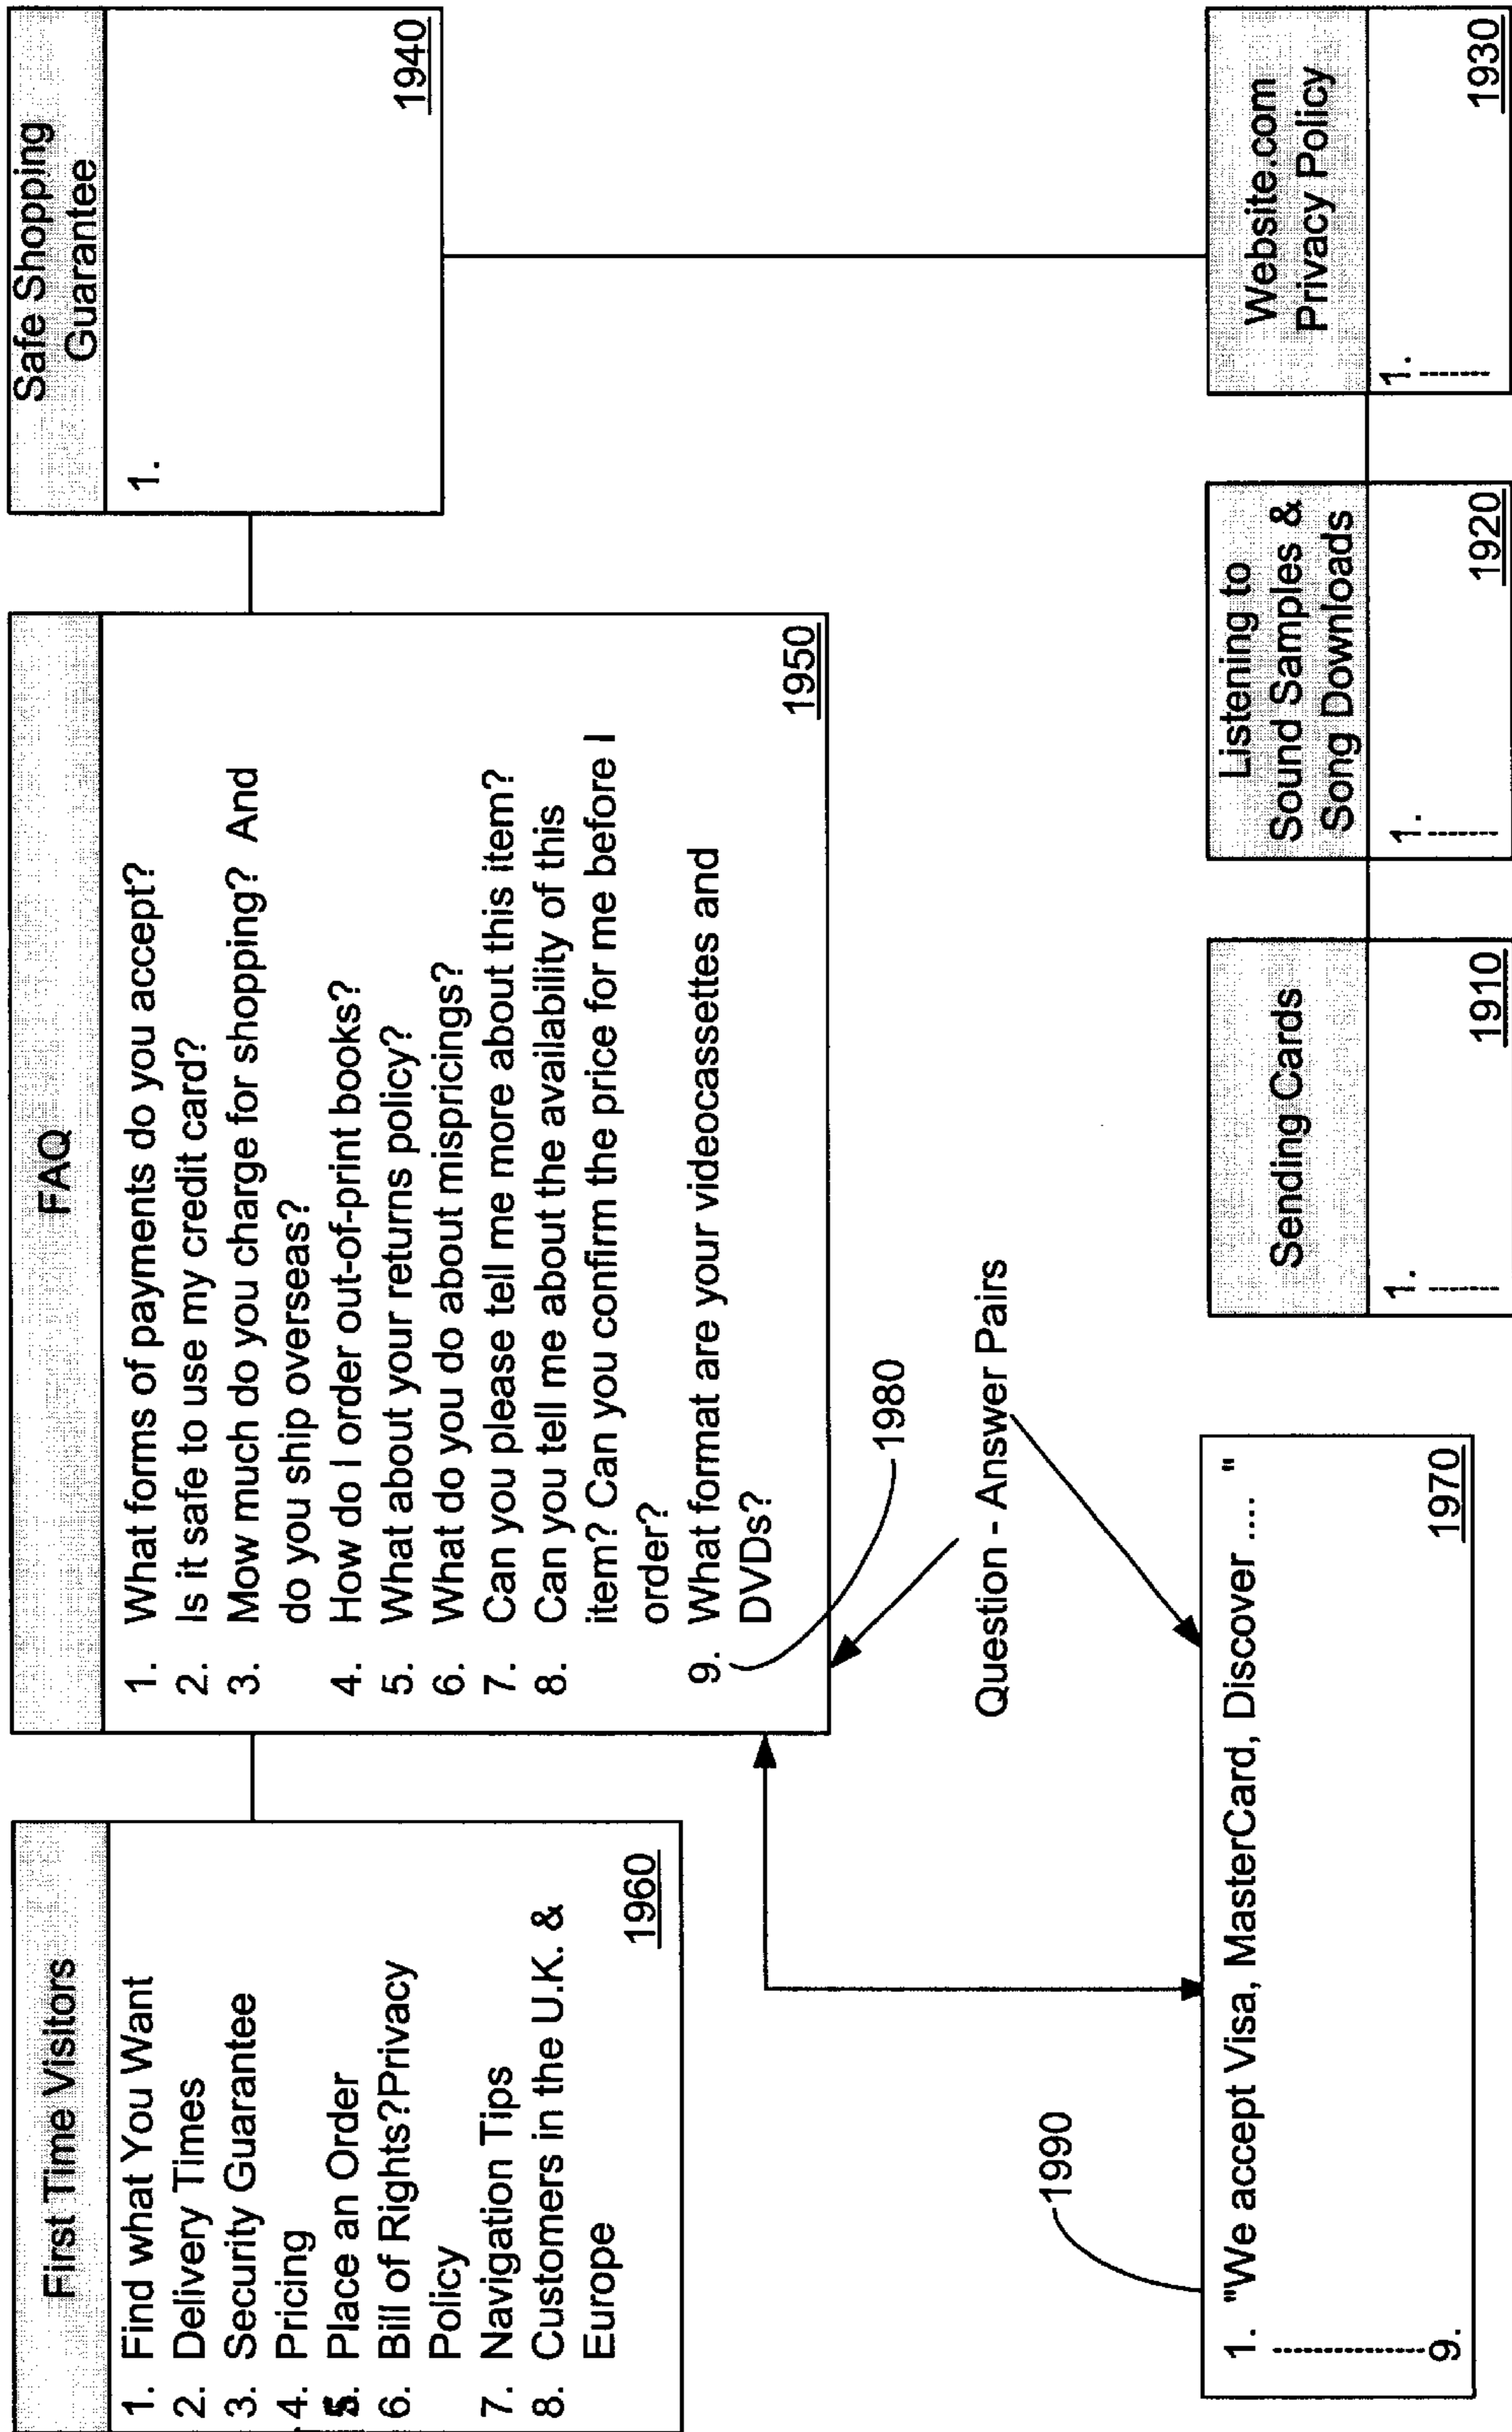 First Time Visitors
1. Find what You Want
2. Delivery Times
3. Security Guarantee
4. Pricing
5. Place an Order
6. Bill of Rights?Privacy
Policy
7. Navigation Tips
8. Customers in the U.K. &
Europe
1960
FAQ
1. What forms of payments do you accept?
2. Is it safe to use my credit card?
3. Mow much do you charge for shopping? And
do you ship overseas?
4. How do I order out-of-print books?
5. What about your returns policy?
6. What do you do about mispricings?
7. Can you please tell me more about this item?
8. Can you tell me about the availability of this
item? Can you confirm the price for me before I
order?
9. What format are your videocassettes and
DVDs?
1950
Safe Shopping
Guarantee
1.
1940
1980
Question - Answer Pairs
1990
1. "We accept Visa, MasterCard, Discover .... "
9.
1970
Sending Cards
1.
1910
Listening to
Sound Samples &
Song Downloads
1.
1920
Website.com
Privacy Policy
1.
1930